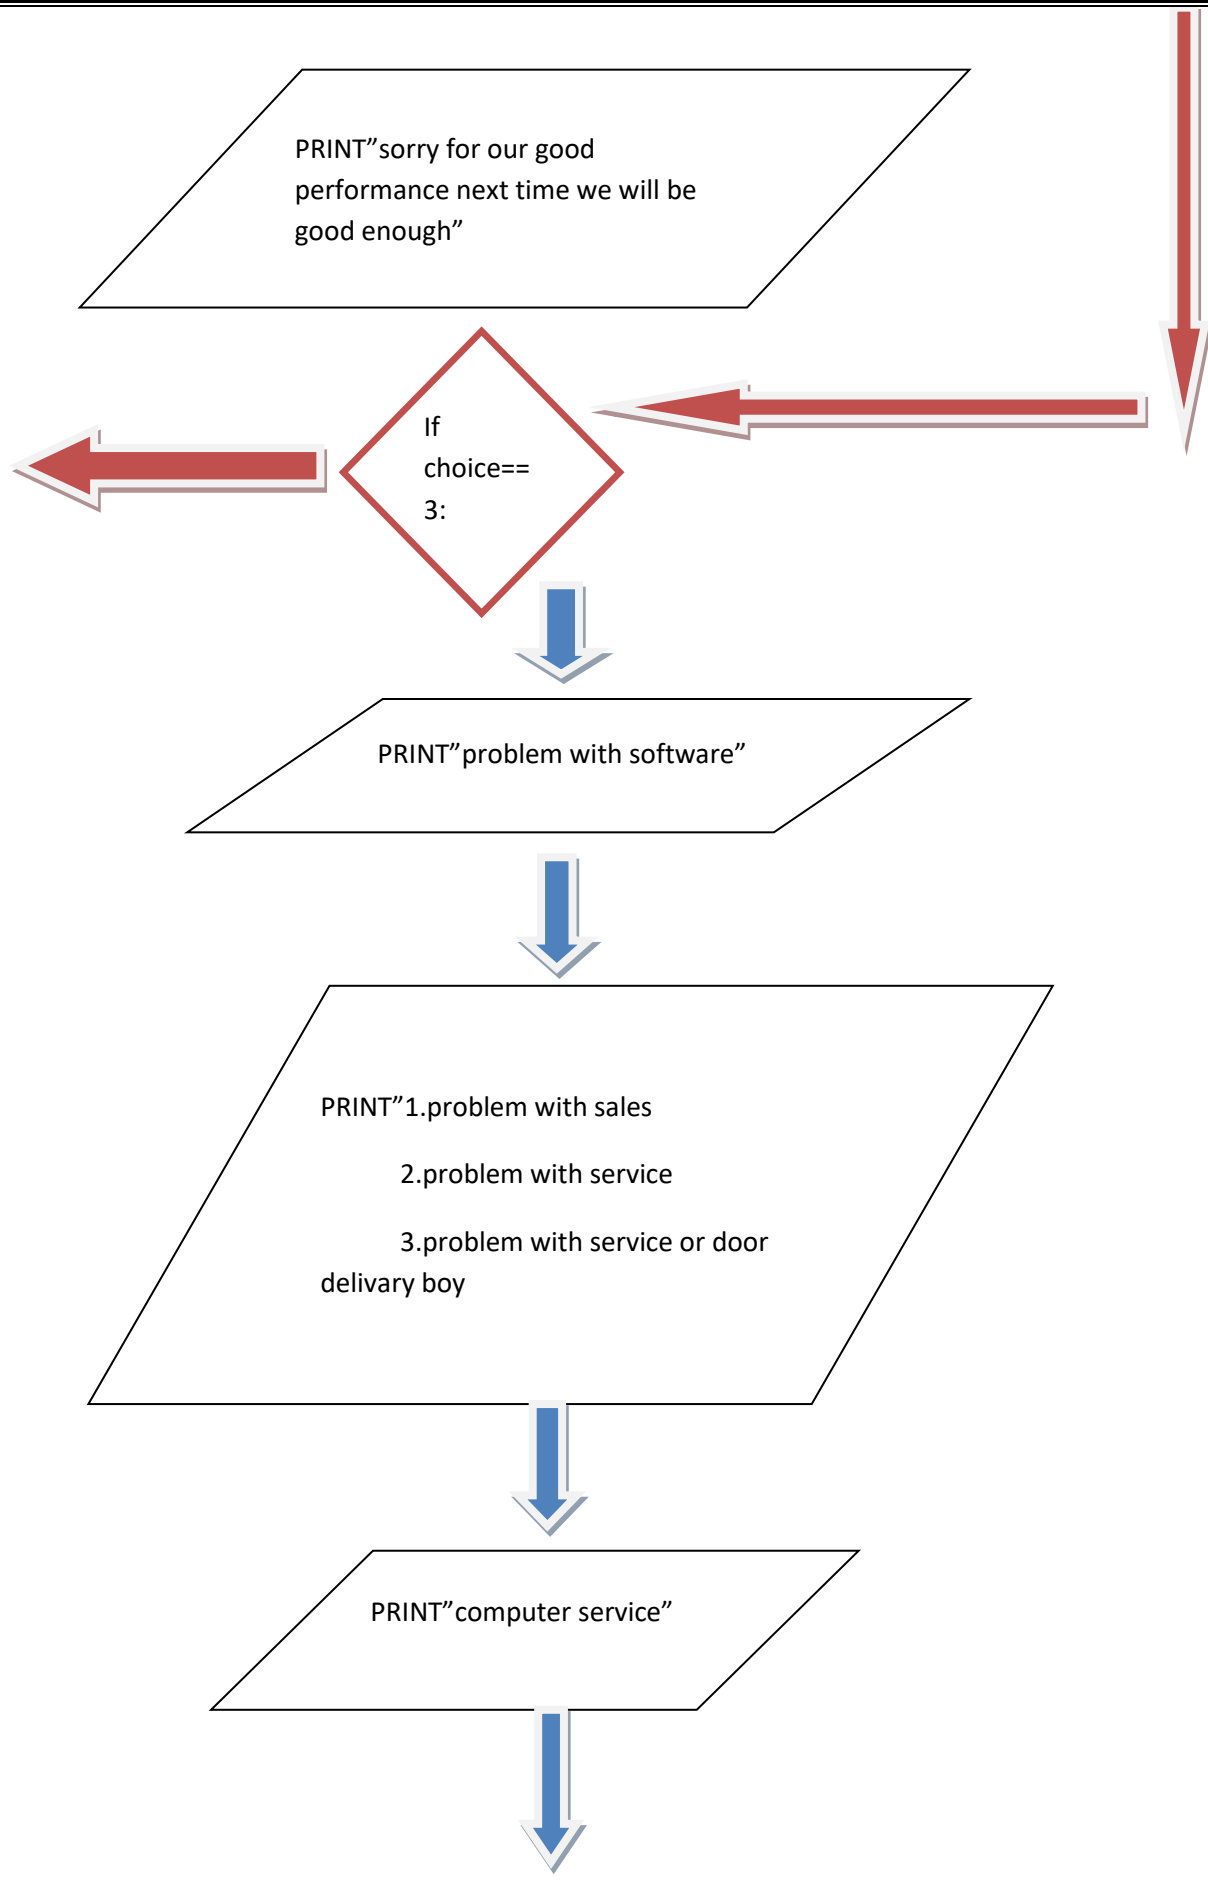 PRINT”sorry for our good
performance next time we will be
good enough”
If
choice==
3:
PRINT”problem with software”
PRINT”1.problem with sales
2.problem with service
3.problem with service or door
delivary boy
PRINT”computer service”